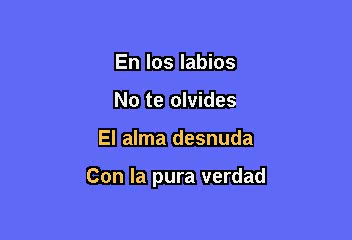 En los labios
No te olvides
El alma desnuda
Con la pura verdad